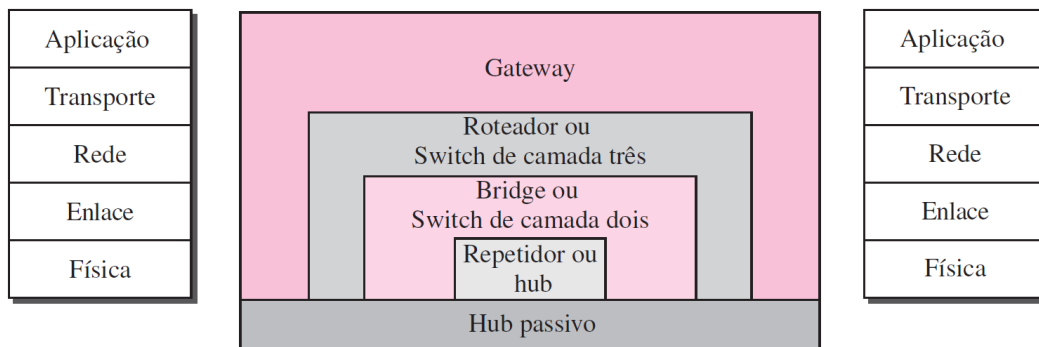 Aplicação
Transporte
Rede
Enlace
Física
Gateway
Roteador ou
Switch de camada três
Bridge ou
Switch de camada dois
Repetidor ou
hub
Hub passivo
Aplicação
Transporte
Rede
Enlace
Física